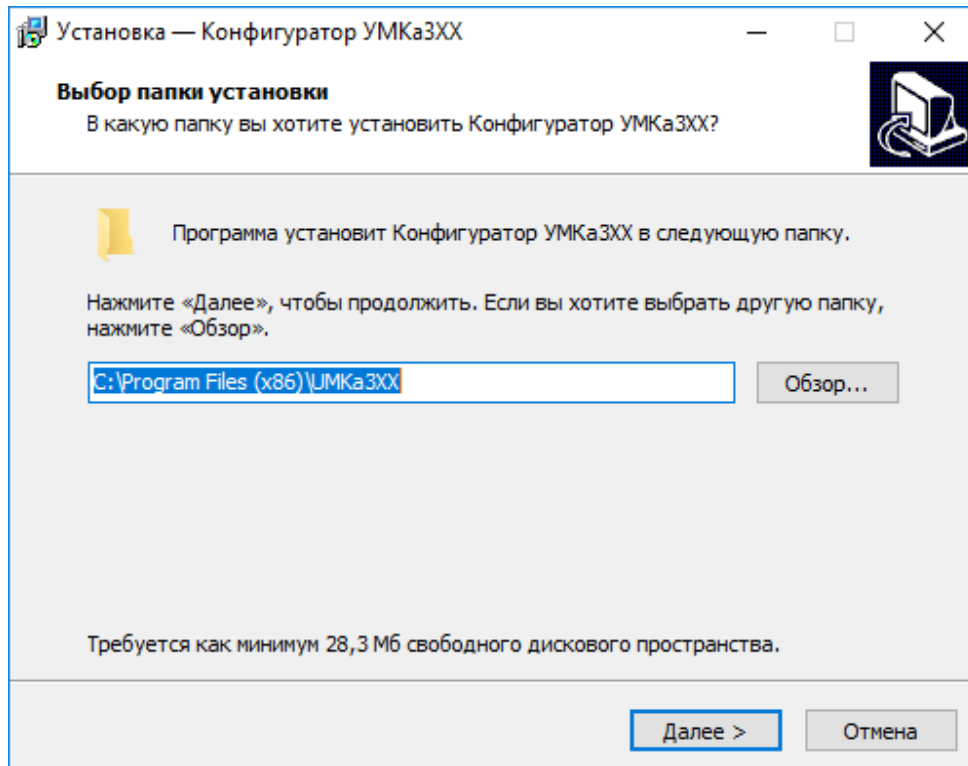 Установка — Конфигуратор УМКа3ХХ
Выбор папки установки
В какую папку вы хотите установить Конфигуратор УМКа3ХХ?
Программа установит Конфигуратор УМКа3ХХ в следующую папку.
Нажмите «Далее», чтобы продолжить. Если вы хотите выбрать другую папку,
нажмите «Обзор».
C:\Program Files (x86)\UMKa3XX
Обзор...
Требуется как минимум 28,3 Мб свободного дискового пространства.
Далее >
Отмена